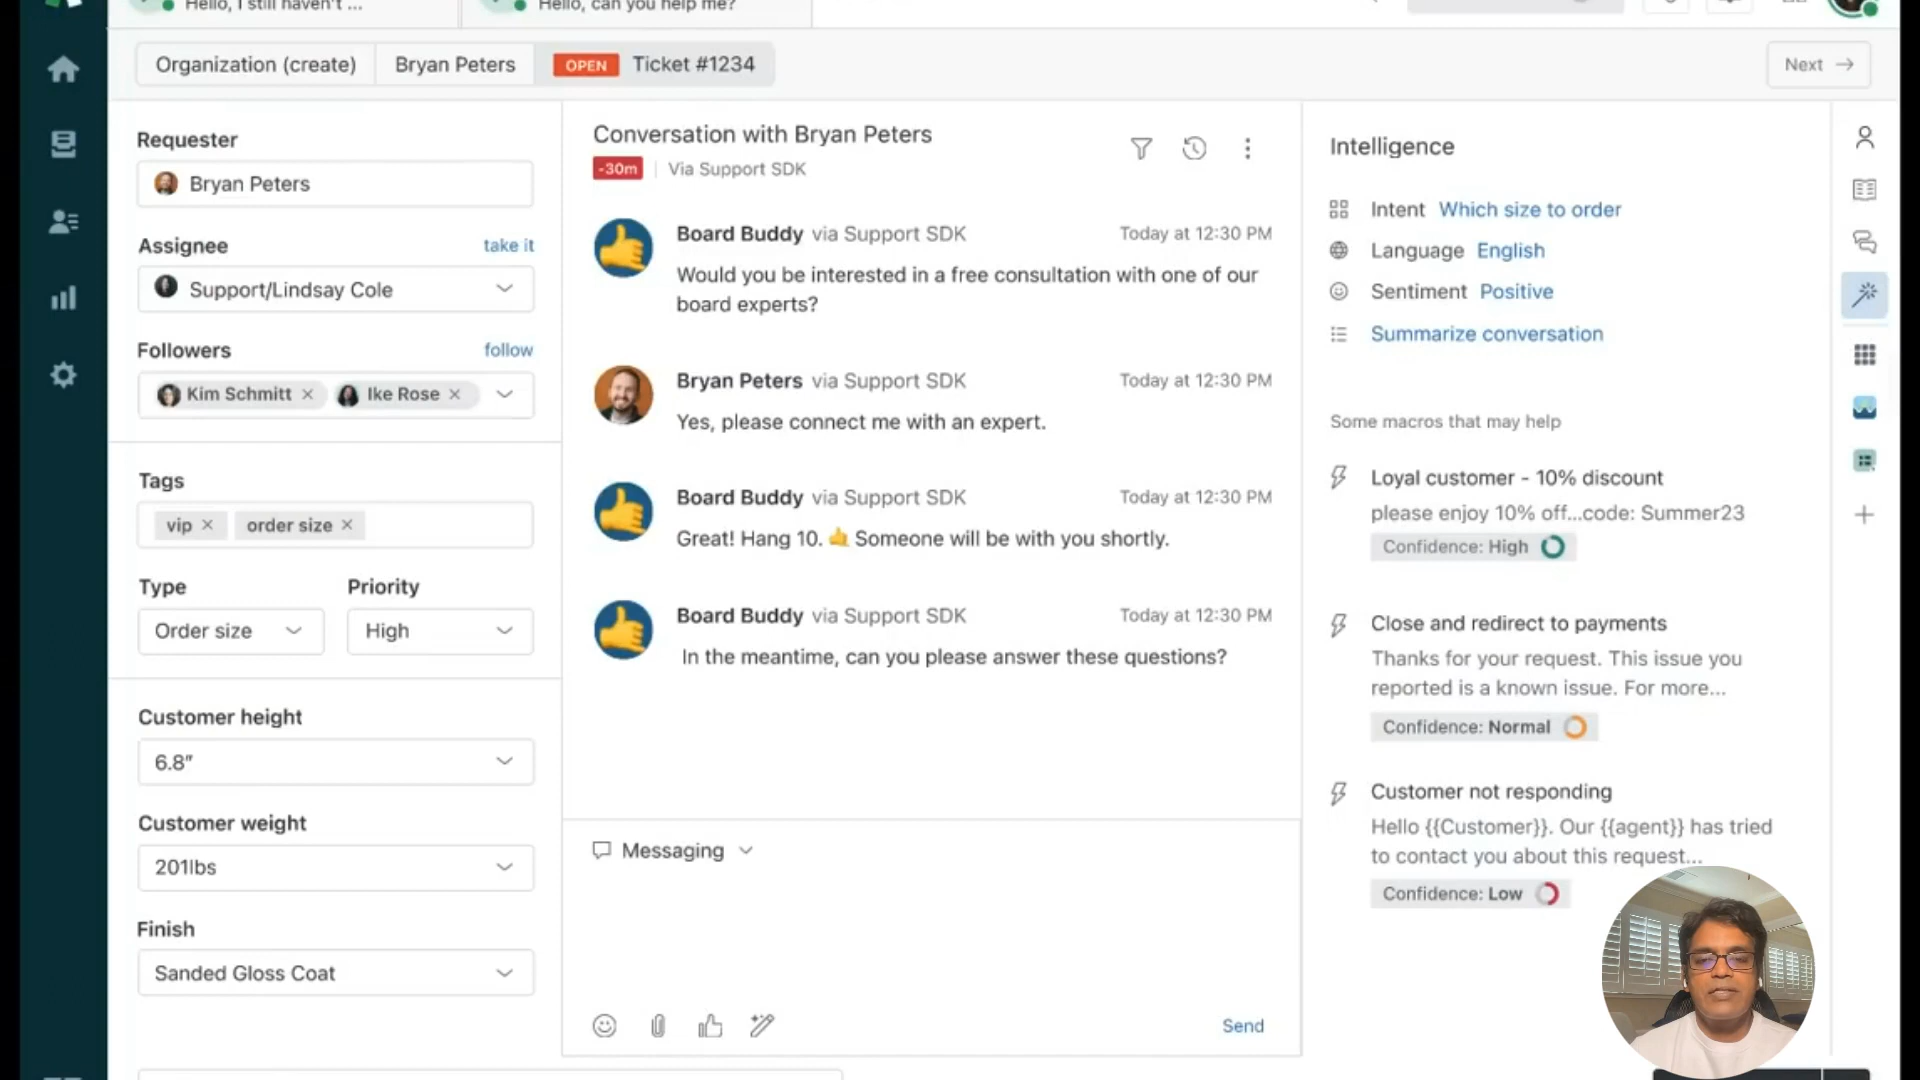 Hello, I still haven't ...
Hello, can you help me?
Organization (create)
Bryan Peters
OPEN
Ticket #1234
Next
Requester
Bryan Peters
Assignee
take it
Support/Lindsay Cole
Followers
follow
Kim Schmitt
Ike Rose
Tags
vip
order size
Type
Priority
Order size
High
Customer height
6.8"
Customer weight
201lbs
Finish
Sanded Gloss Coat
Conversation with Bryan Peters
-30m
Via Support SDK
Board Buddy via Support SDK
Today at 12:30 PM
Would you be interested in a free consultation with one of our
board experts?
Bryan Peters via Support SDK
Today at 12:30 PM
Yes, please connect me with an expert.
Board Buddy via Support SDK
Today at 12:30 PM
Great! Hang 10. 🤙 Someone will be with you shortly.
Board Buddy via Support SDK
Today at 12:30 PM
In the meantime, can you please answer these questions?
Messaging
Send
Intelligence
Intent Which size to order
Language English
Sentiment Positive
Summarize conversation
Some macros that may help
Loyal customer - 10% discount
please enjoy 10% off...code: Summer23
Confidence: High
Close and redirect to payments
Thanks for your request. This issue you
reported is a known issue. For more...
Confidence: Normal
Customer not responding
Hello {{Customer}}. Our {{agent}} has tried
to contact you about this request...
Confidence: Low